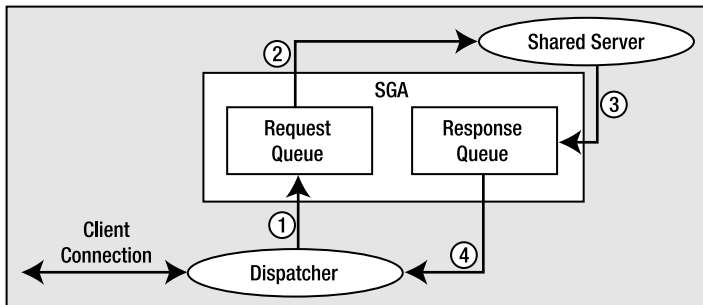 Shared Server
2
SGA
3
Request
Queue
Response
Queue
1
4
Client
Connection
Dispatcher